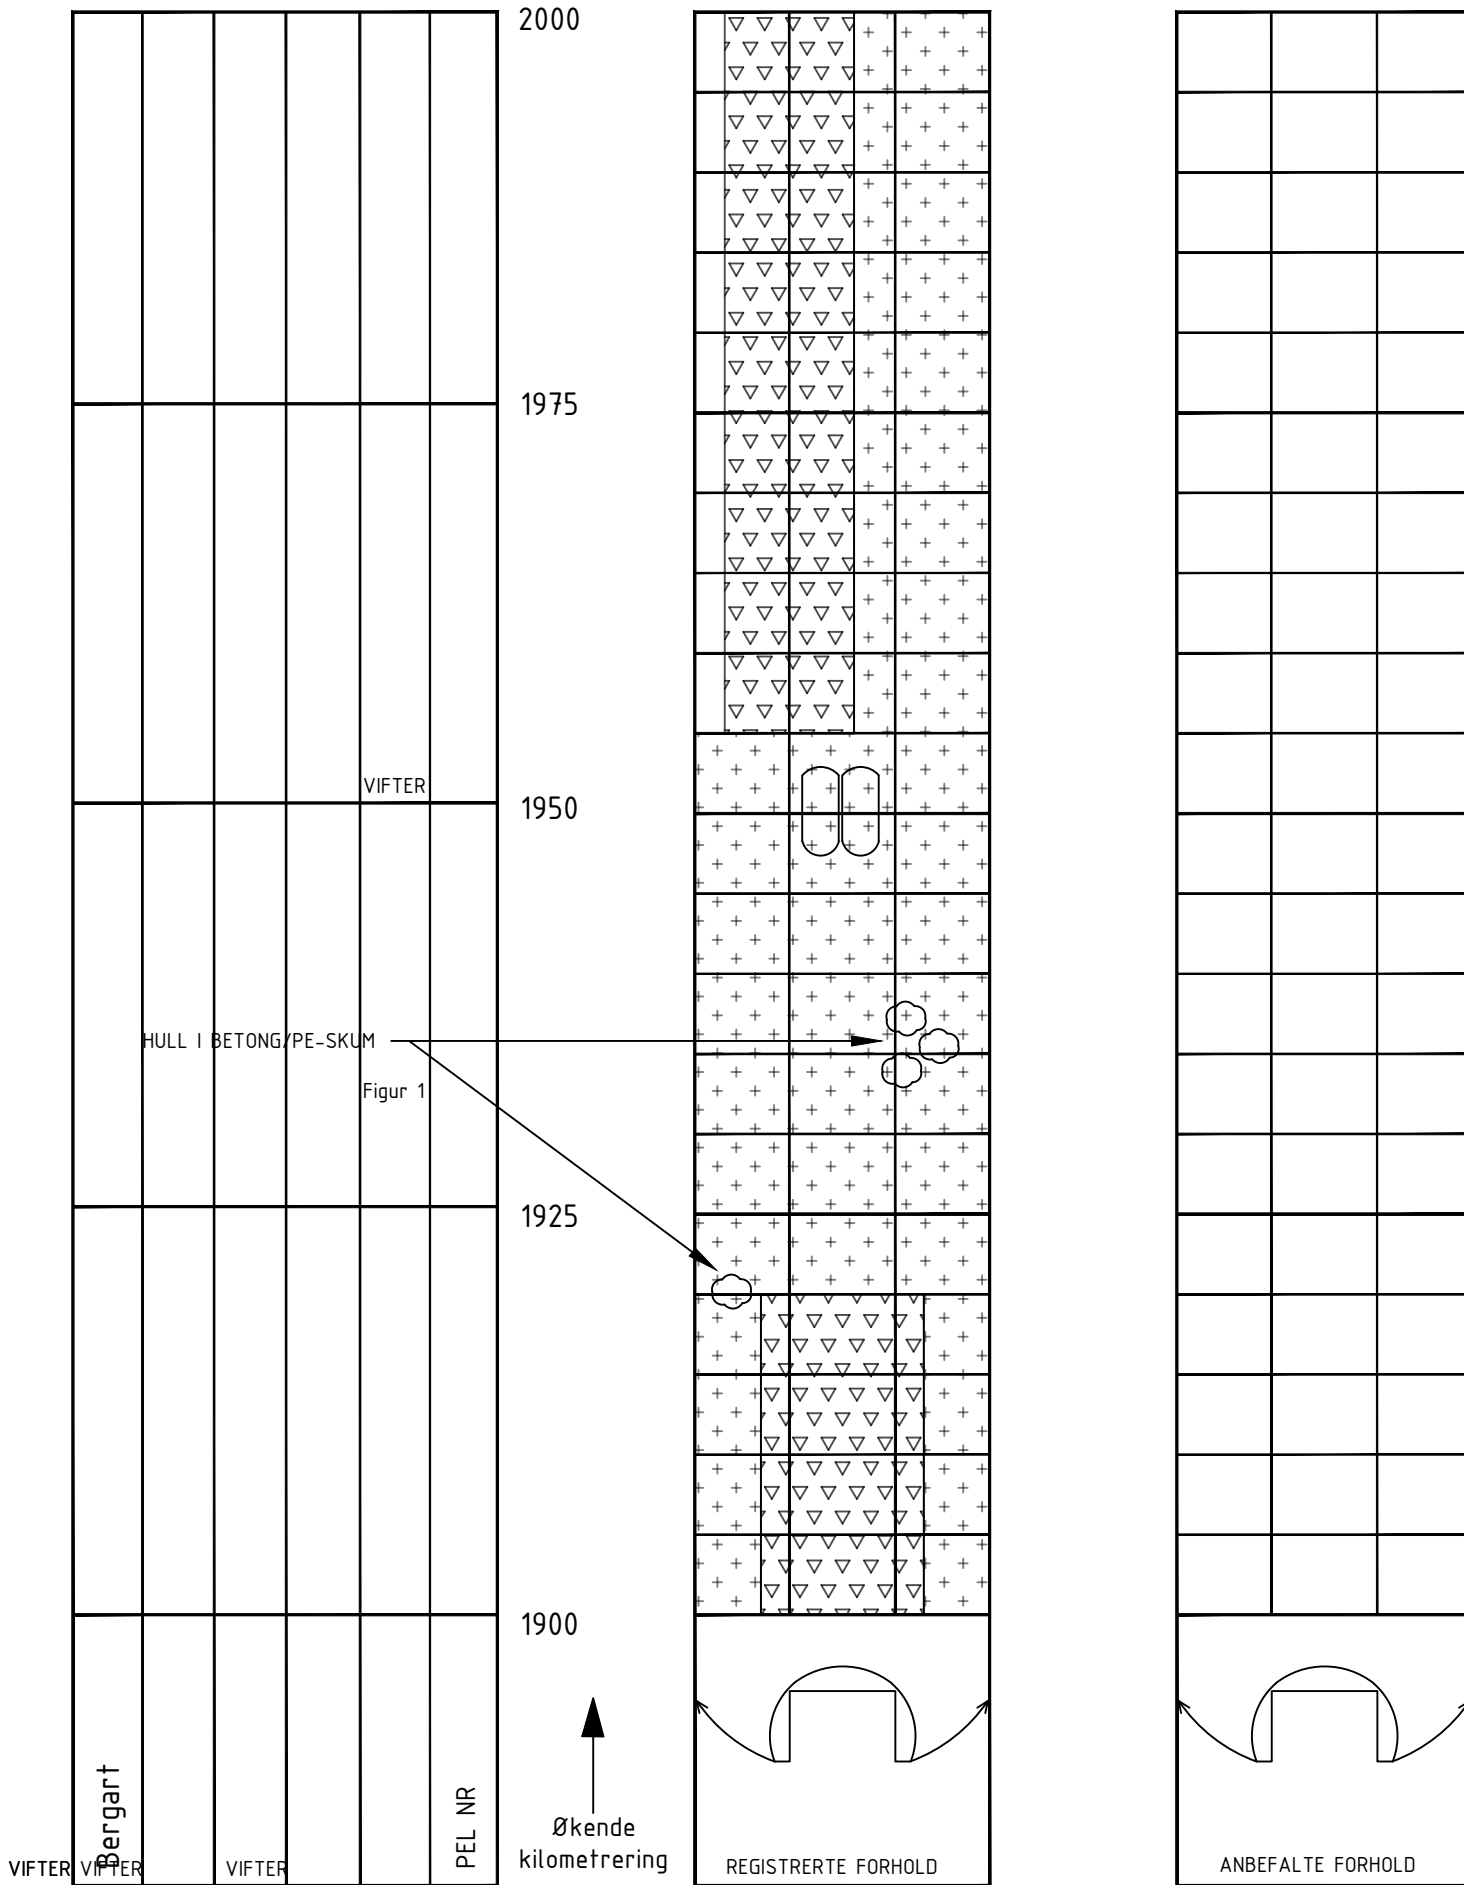 2000
1975
VIFTER
1950
HULL I BETONG/PE-SKUM
Figur 1
1925
1900
Bergart
PEL NR
Økende
kilometrering
VIFTER VIFTER VIFTER
REGISTRERTE FORHOLD
ANBEFALTE FORHOLD